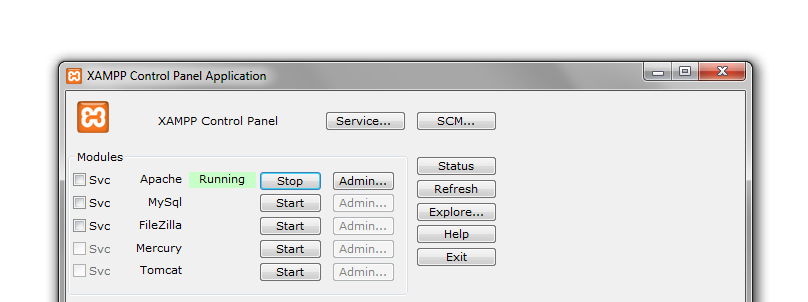 XAMPP Control Panel Application
XAMPP Control Panel Service... SCM...
Modules
Svc Apache Running Stop Admin...
Svc MySql Start Admin...
Svc FileZilla Start Admin...
Svc Mercury Start Admin...
Svc Tomcat Start Admin...
Status
Refresh
Explore...
Help
Exit